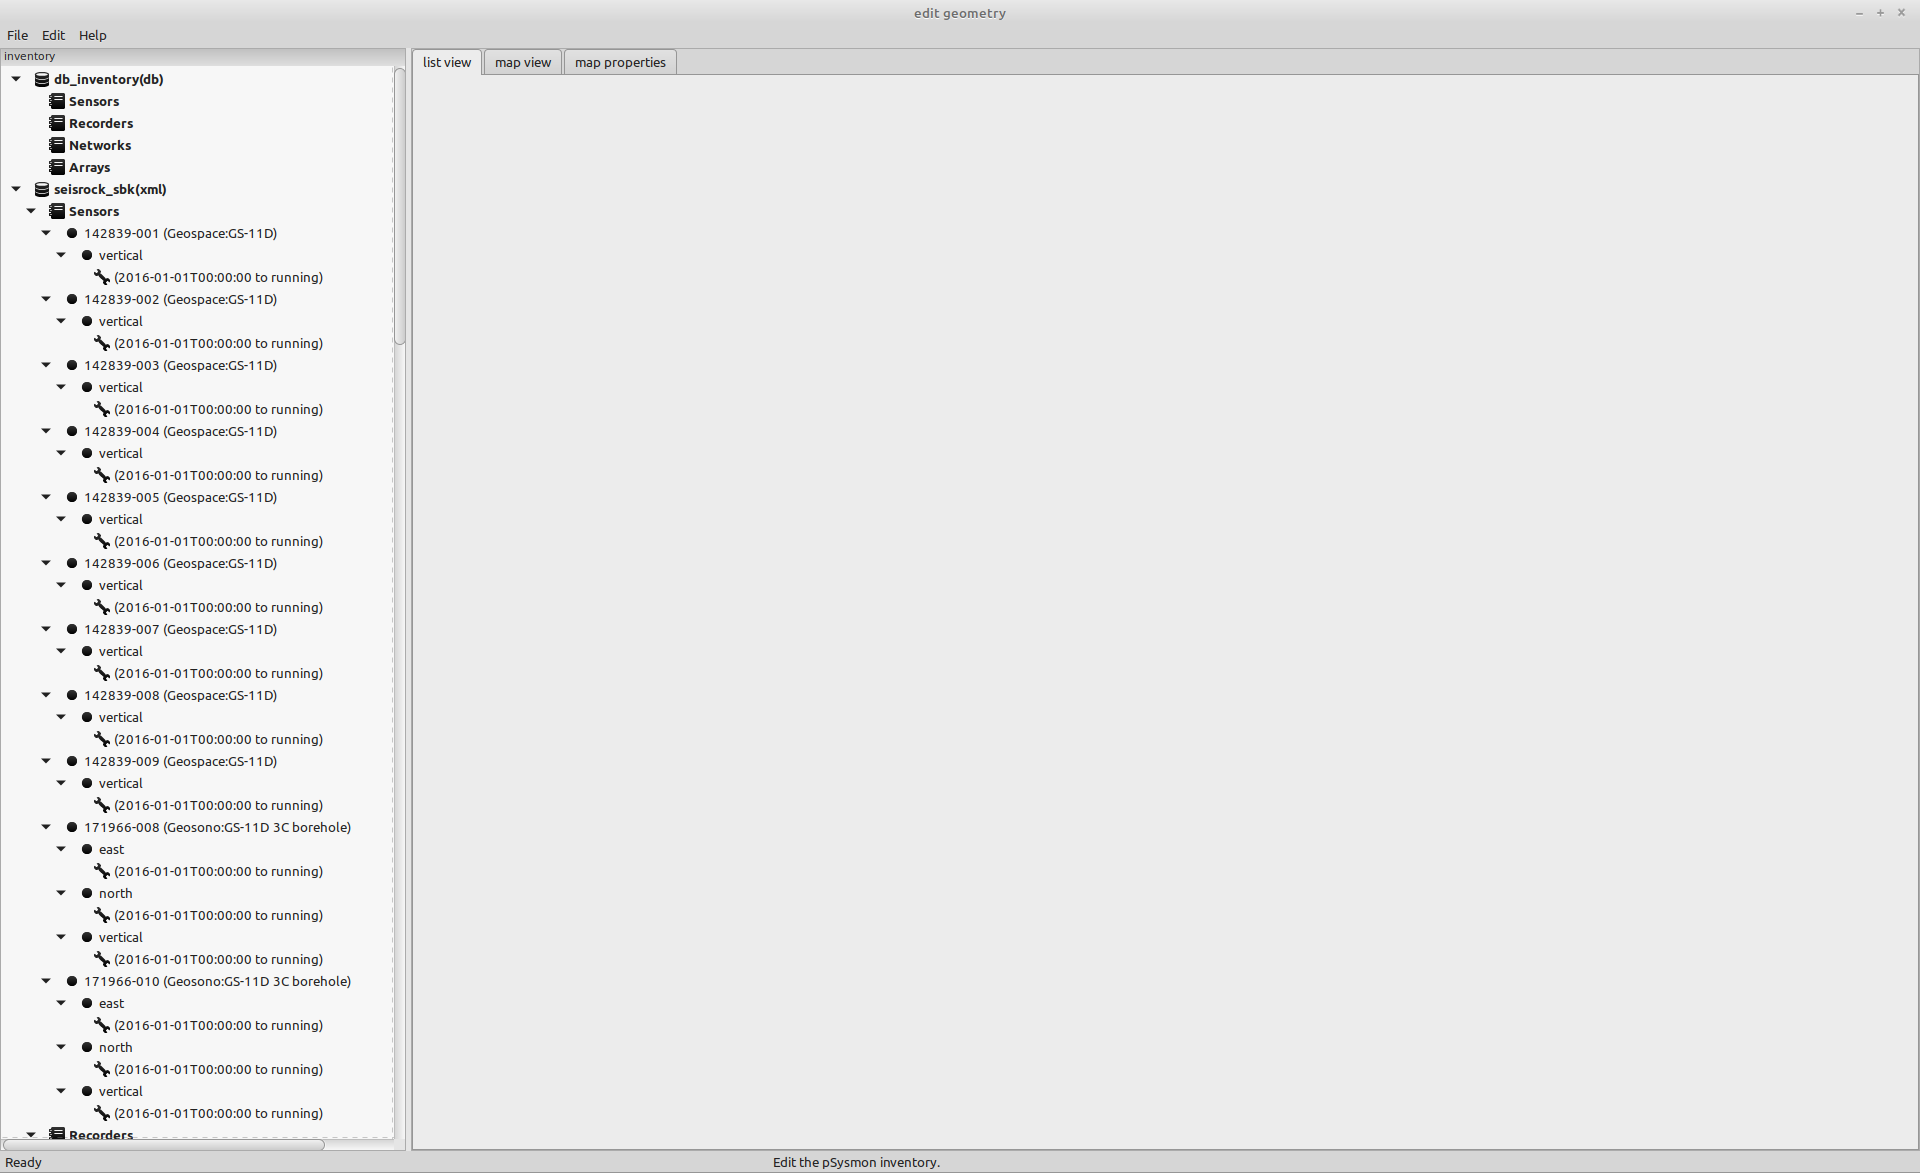 edit geometry
File Edit Help
inventory
list view map view map properties
db_inventory(db)
Sensors
Recorders
Networks
Arrays
seisrock_sbk(xml)
Sensors
142839-001 (Geospace:GS-11D)
vertical
(2016-01-01T00:00:00 to running)
142839-002 (Geospace:GS-11D)
vertical
(2016-01-01T00:00:00 to running)
142839-003 (Geospace:GS-11D)
vertical
(2016-01-01T00:00:00 to running)
142839-004 (Geospace:GS-11D)
vertical
(2016-01-01T00:00:00 to running)
142839-005 (Geospace:GS-11D)
vertical
(2016-01-01T00:00:00 to running)
142839-006 (Geospace:GS-11D)
vertical
(2016-01-01T00:00:00 to running)
142839-007 (Geospace:GS-11D)
vertical
(2016-01-01T00:00:00 to running)
142839-008 (Geospace:GS-11D)
vertical
(2016-01-01T00:00:00 to running)
142839-009 (Geospace:GS-11D)
vertical
(2016-01-01T00:00:00 to running)
171966-008 (Geosono:GS-11D 3C borehole)
east
(2016-01-01T00:00:00 to running)
north
(2016-01-01T00:00:00 to running)
vertical
(2016-01-01T00:00:00 to running)
171966-010 (Geosono:GS-11D 3C borehole)
east
(2016-01-01T00:00:00 to running)
north
(2016-01-01T00:00:00 to running)
vertical
(2016-01-01T00:00:00 to running)
Recorders
Ready Edit the pSysmon inventory.